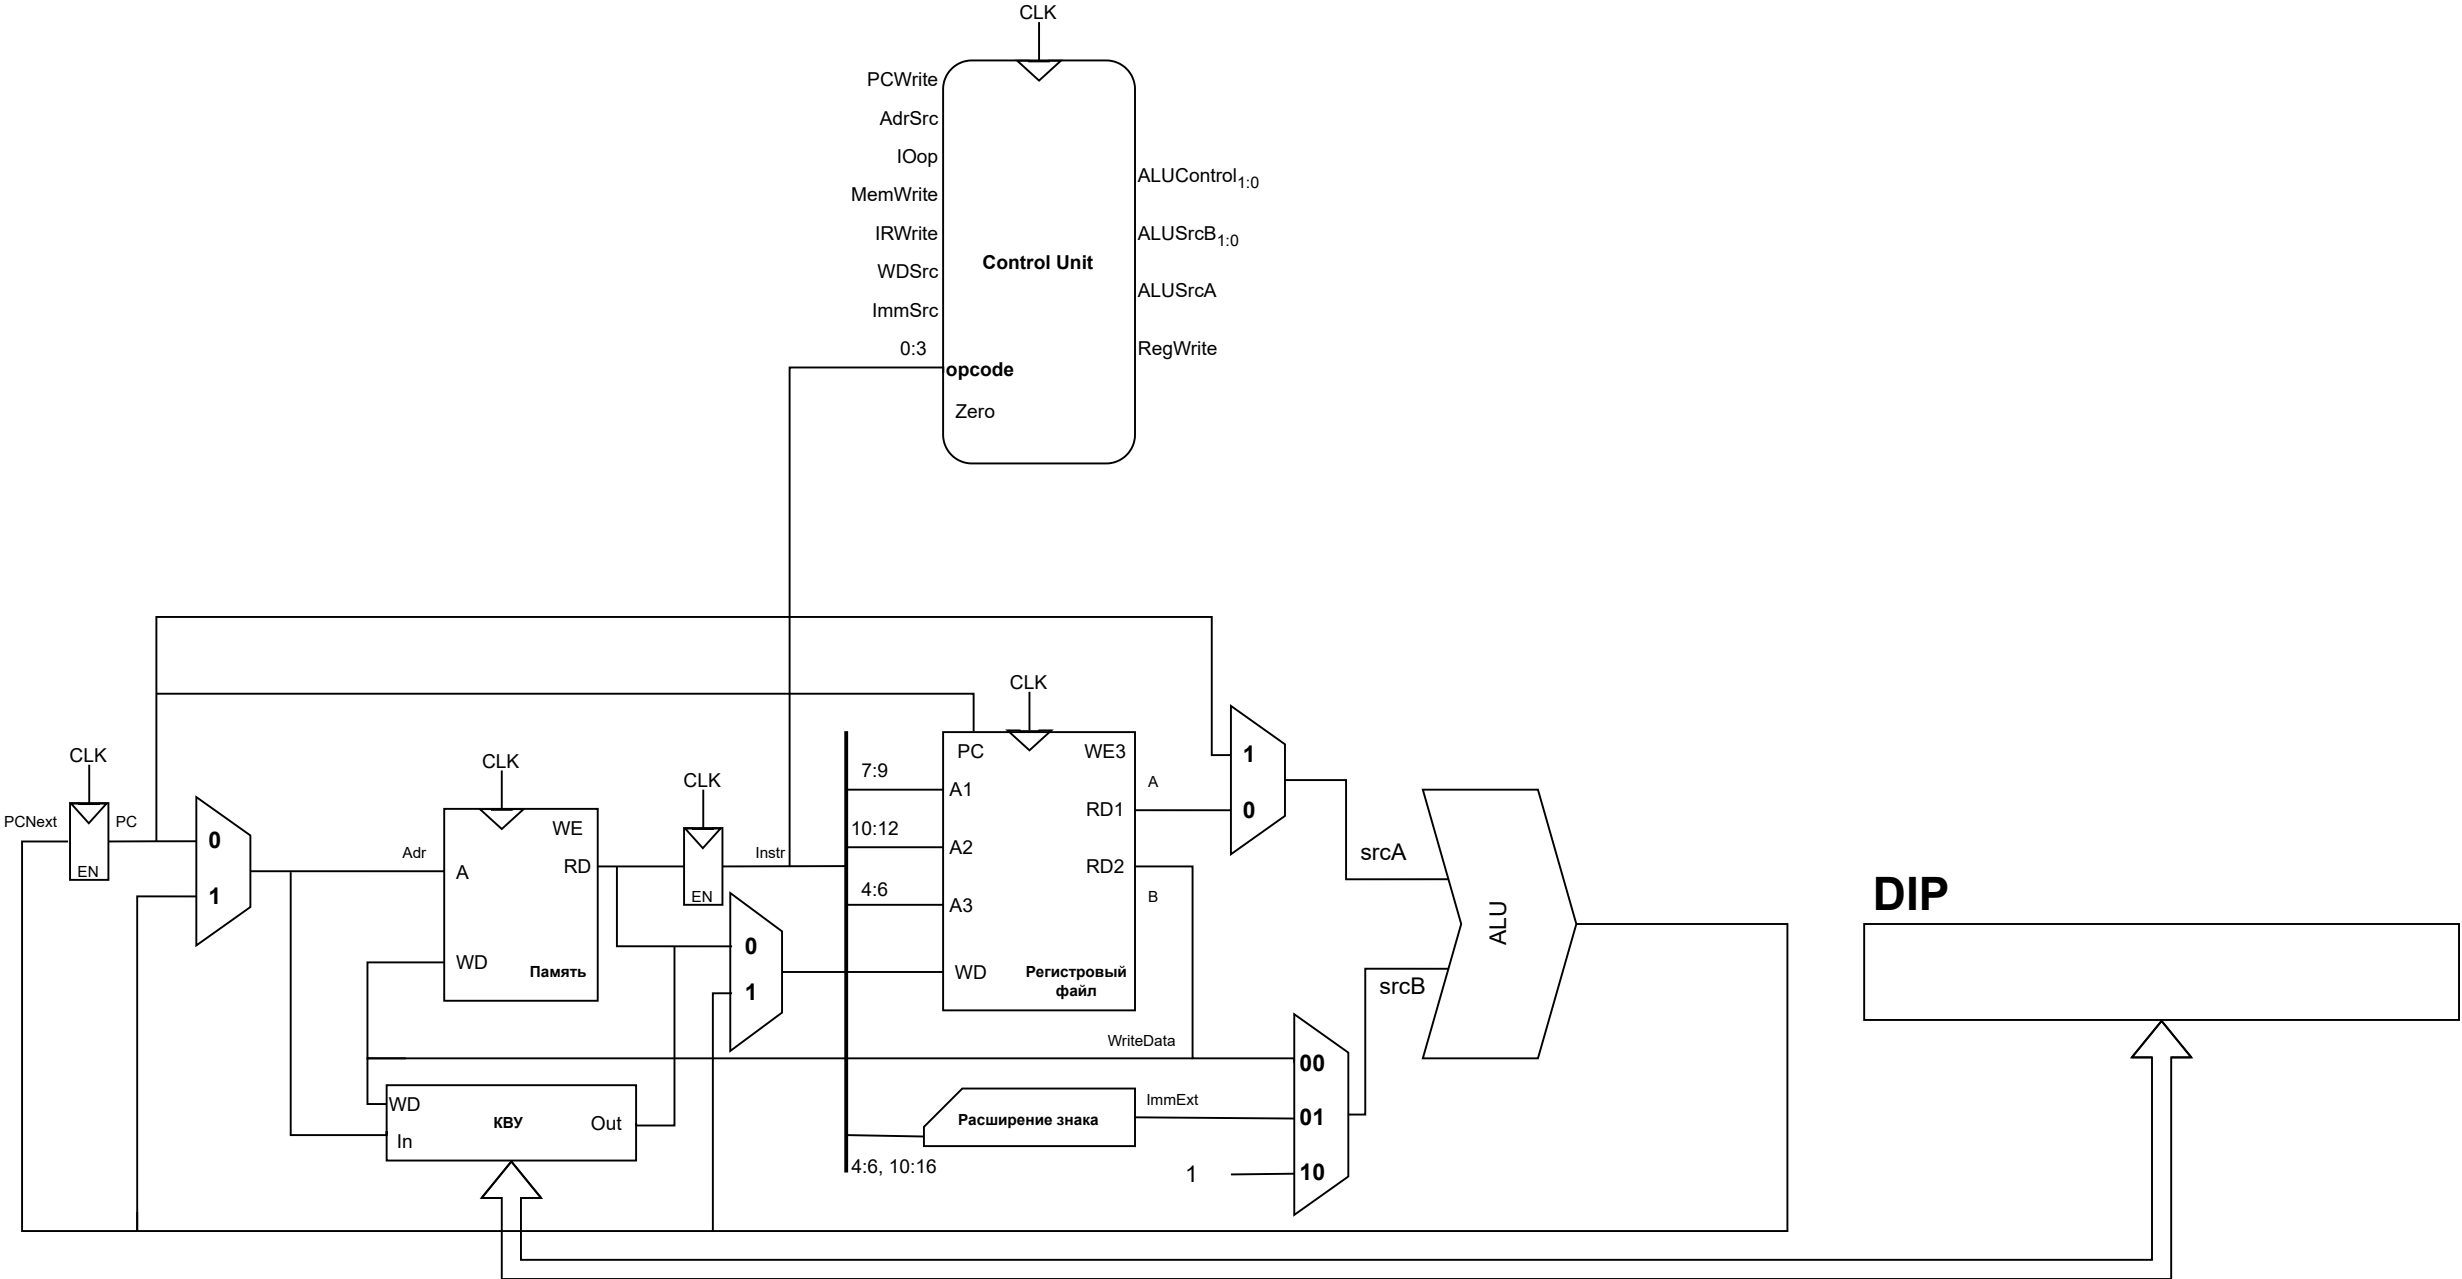 CLK
PCWrite
AdrSrc
IOop
MemWrite
IRWrite
WDSrc
ImmSrc
0:3
opcode
Zero
Control Unit
ALUControl1:0
ALUSrcB1:0
ALUSrcA
RegWrite
CLK
PCNext
PC
EN
0
1
CLK
Adr
A
WE
RD
WD
Память
CLK
EN
Instr
0
1
7:9
10:12
4:6
CLK
PC
WE3
A1
RD1
A2
RD2
A3
WD
Регистровый
файл
A
B
1
0
srcA
srcB
ALU
DIP
WriteData
WD
КВУ
Out
In
Расширение знака
ImmExt
4:6, 10:16
1
00
01
10